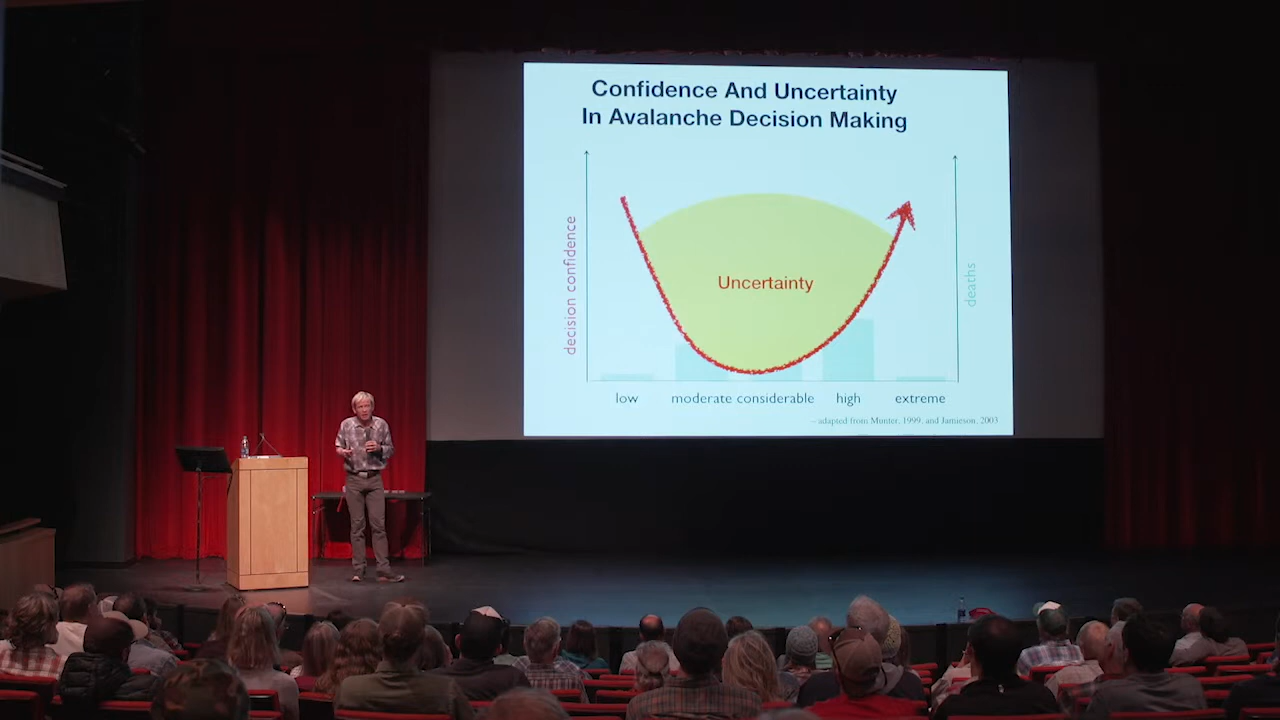 Confidence And Uncertainty
In Avalanche Decision Making
decision confidence
Uncertainty
deaths
low moderate considerable high extreme
– adapted from Munter, 1999, and Jamieson, 2003